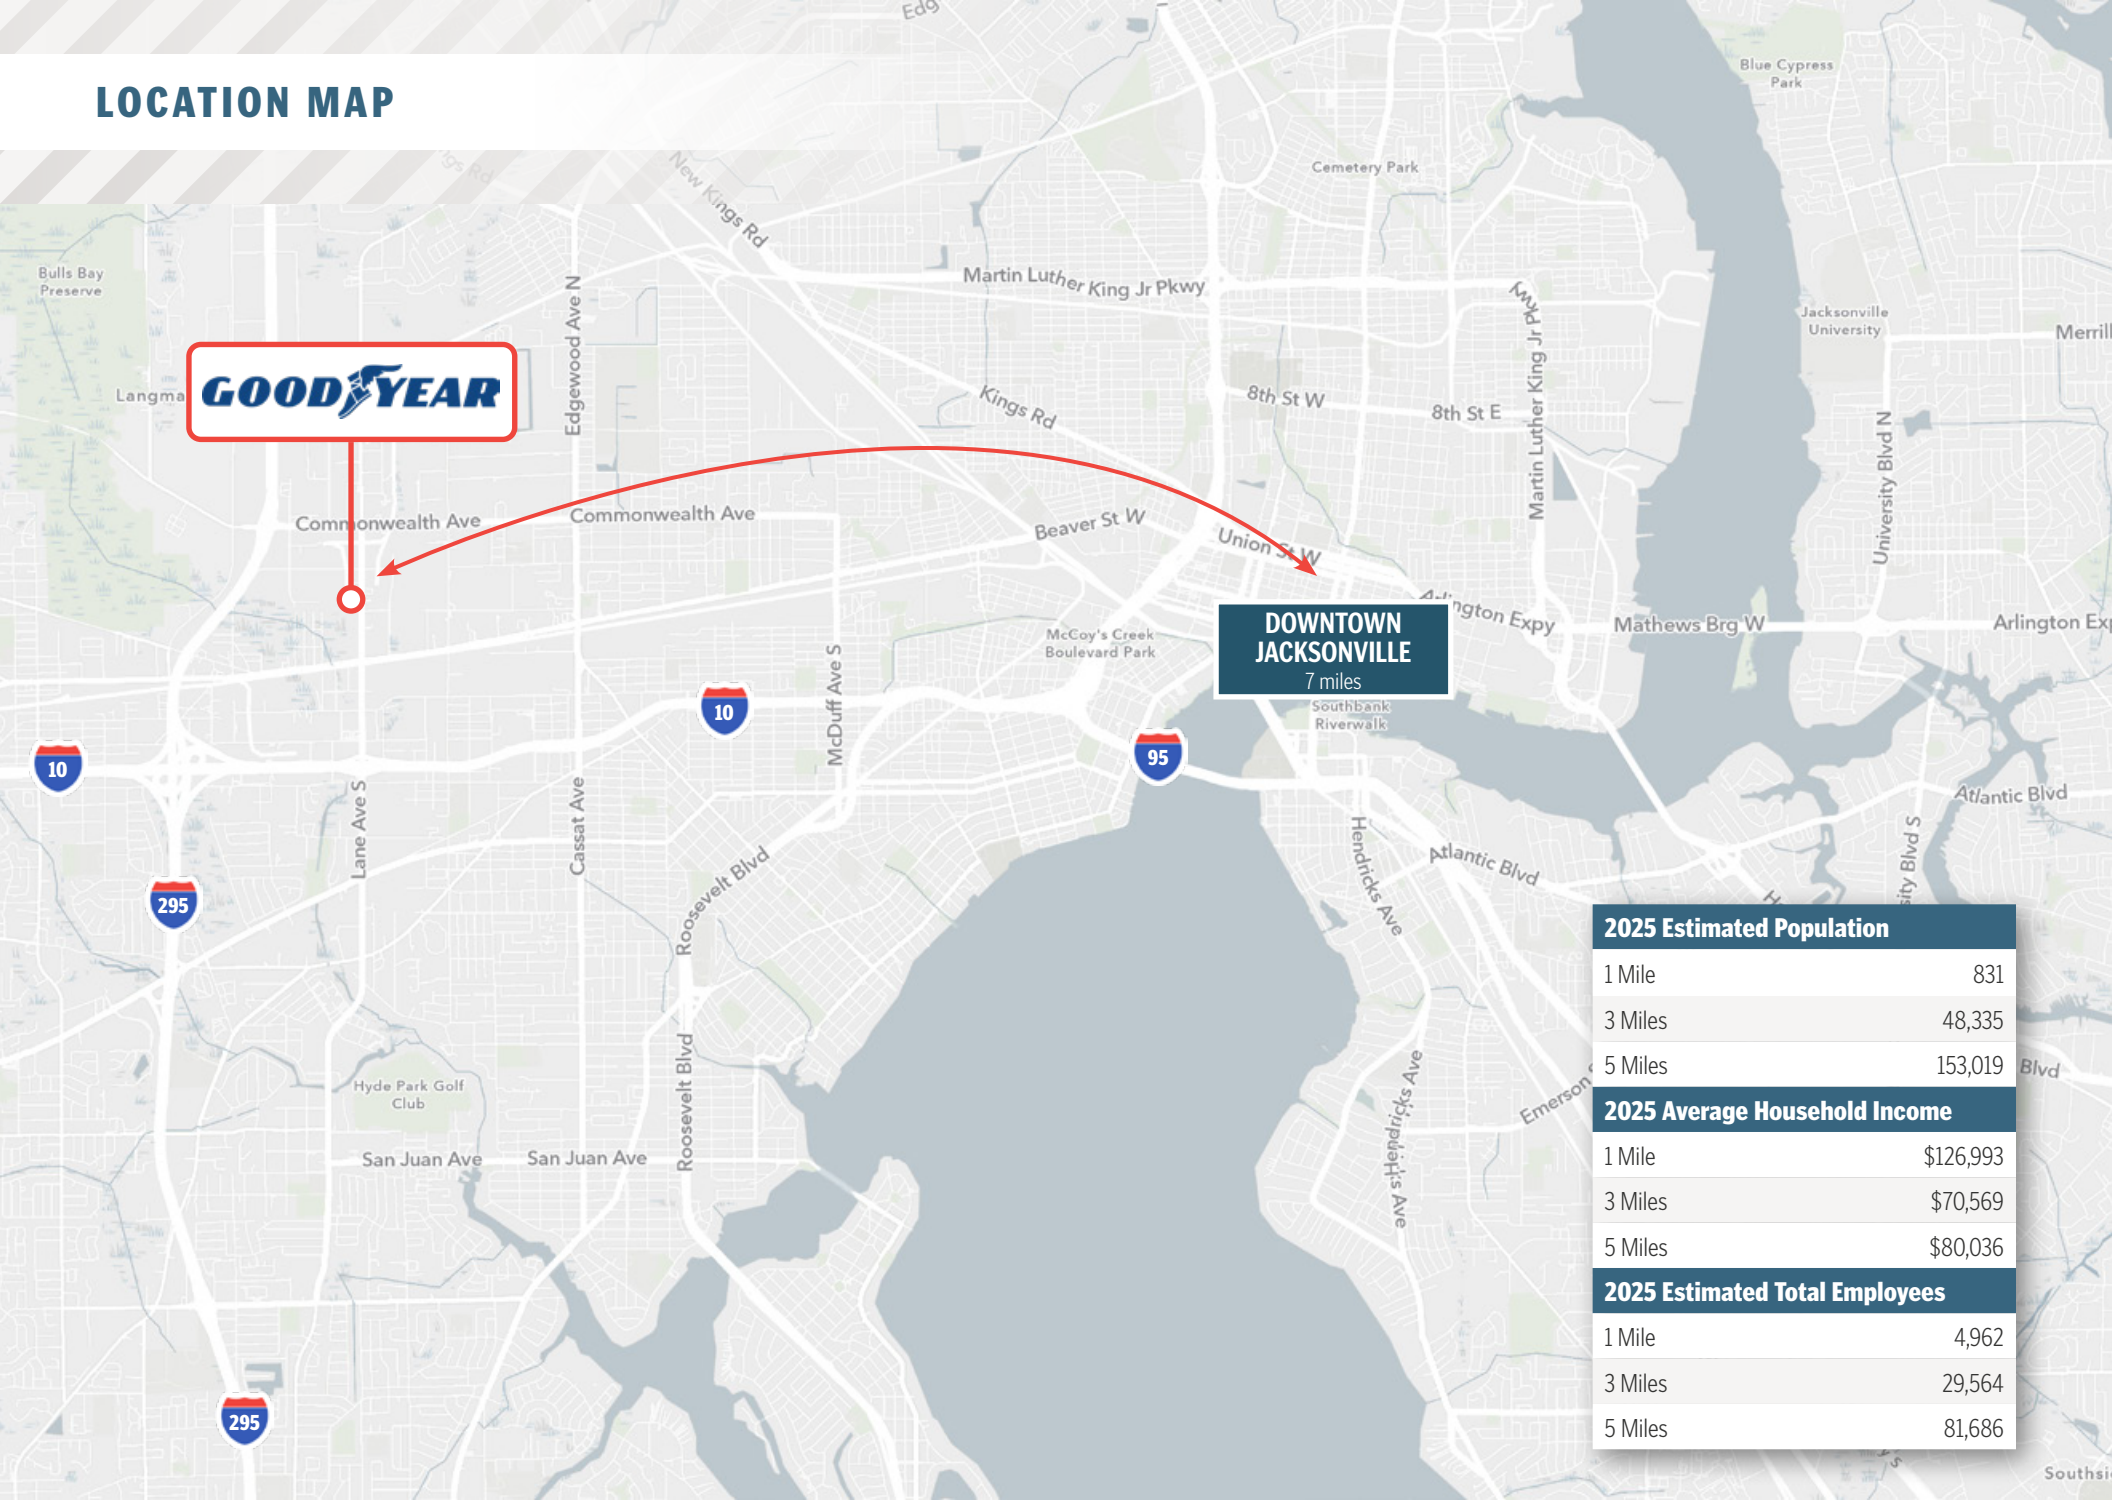 LOCATION MAP
Blue Cypress
Park
Cemetery Park
New Kings Rd
Bulls Bay
Preserve
Edgewood Ave N
Martin Luther King Jr Pkwy
Martin Luther King Jr Pkwy
Jacksonville
University
GOODYEAR
Kings Rd
8th St W
8th St E
University Blvd N
Commonwealth Ave
Commonwealth Ave
Beaver St W
Union St W
Arlington Expy
Mathews Brg W
McCoy's Creek
Boulevard Park
DOWNTOWN
JACKSONVILLE
7 miles
Southbank
Riverwalk
10
10
95
McDuff Ave S
Lane Ave S
Cassat Ave
Roosevelt Blvd
Hendricks Ave
Atlantic Blvd
Atlantic Blvd
295
Hyde Park Golf
Club
Roosevelt Blvd
Hendricks Ave
Emerson
Blvd
San Juan Ave
San Juan Ave
295
2025 Estimated Population
1 Mile 831
3 Miles 48,335
5 Miles 153,019
2025 Average Household Income
1 Mile $126,993
3 Miles $70,569
5 Miles $80,036
2025 Estimated Total Employees
1 Mile 4,962
3 Miles 29,564
5 Miles 81,686